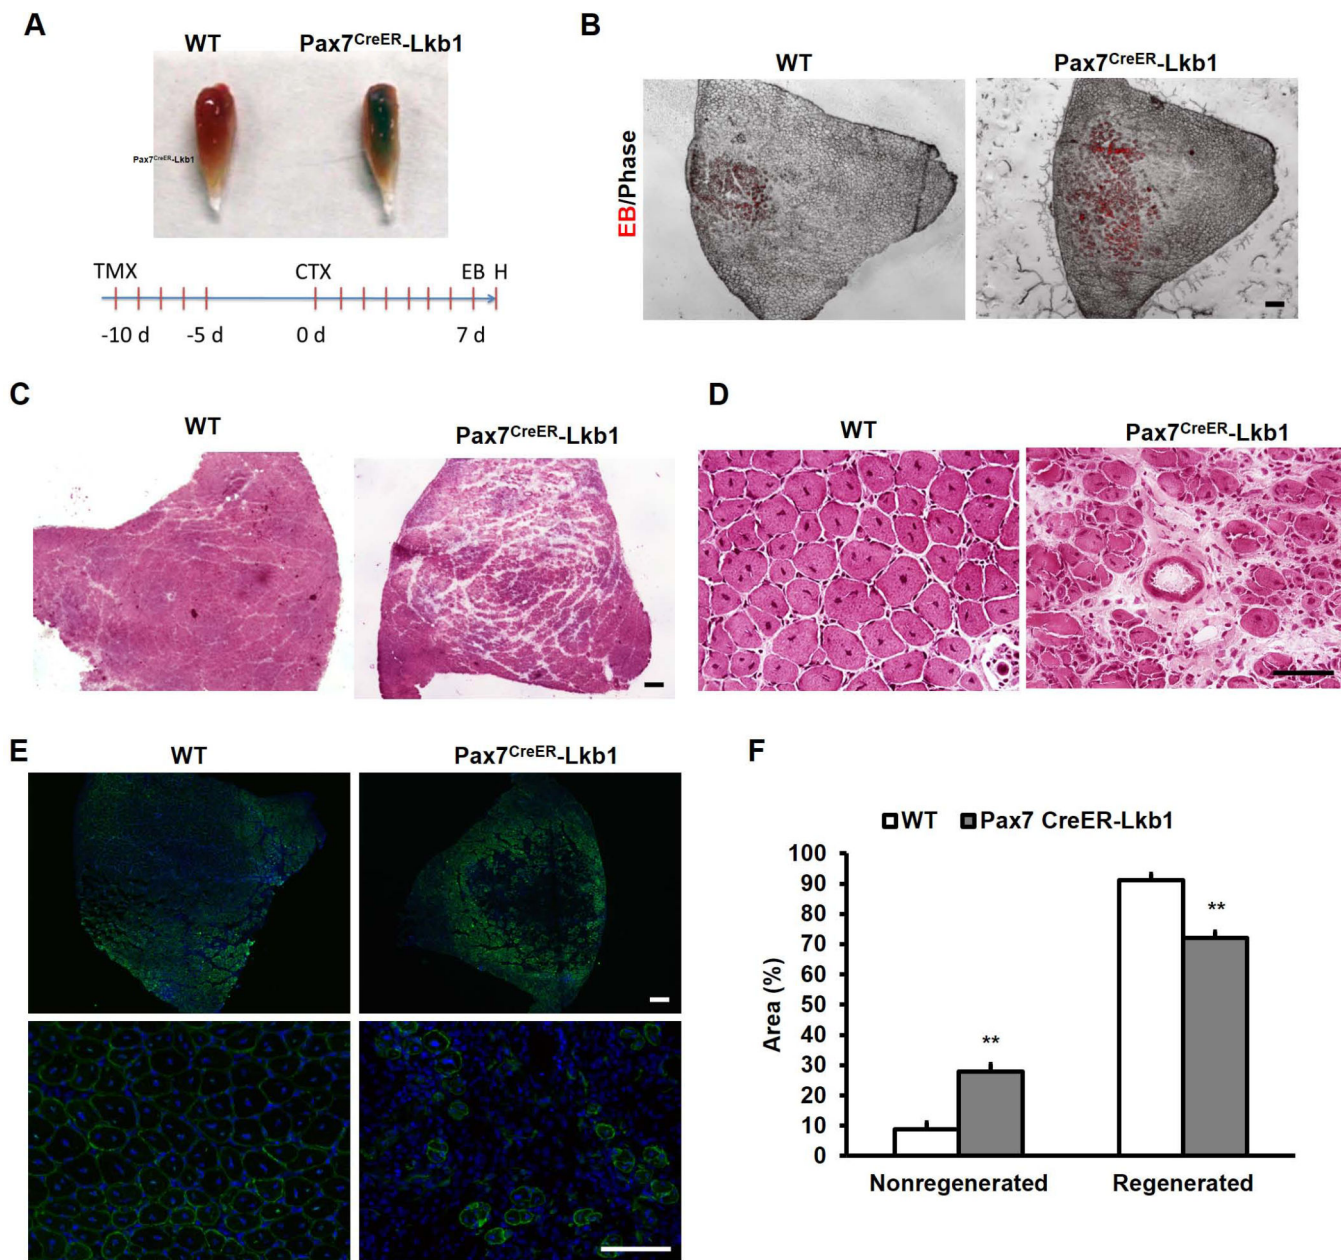 A
WT Pax7CreER-Lkb1
Pax7CreER-Lkb1
TMX CTX EB H
-10 d -5 d 0 d 7 d
B
WT Pax7CreER-Lkb1
EB/Phase
C
WT Pax7CreER-Lkb1
D
WT Pax7CreER-Lkb1
E
WT Pax7CreER-Lkb1
F
WT Pax7 CreER-Lkb1
100
90
80
70
60
50
40
30
20
10
0
Area (%)
**
**
Nonregenerated Regenerated